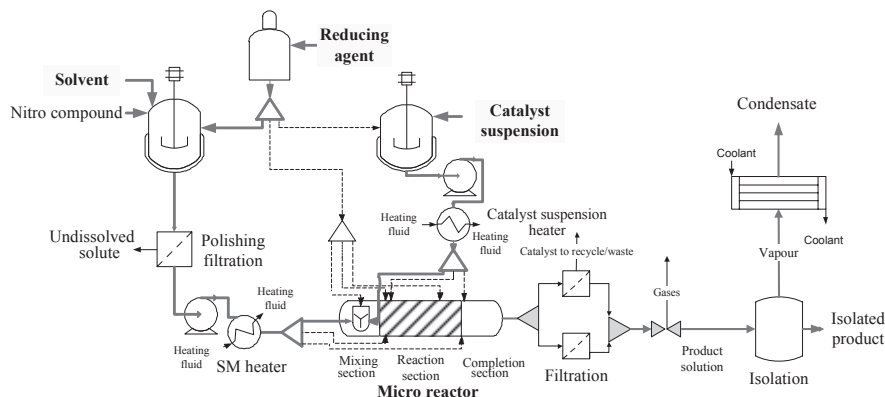 Reducing
agent
Solvent
Nitro compound
Catalyst
suspension
Condensate
Coolant
Coolant
Vapour
Undissolved
solute
Polishing
filtration
Heating
fluid
Heating
fluid
Catalyst suspension
heater
Catalyst to recycle/waste
Gases
Heating
fluid
Heating
fluid
SM heater
Mixing
section
Reaction
section
Completion
section
Micro reactor
Filtration
Product
solution
Isolated
product
Isolation